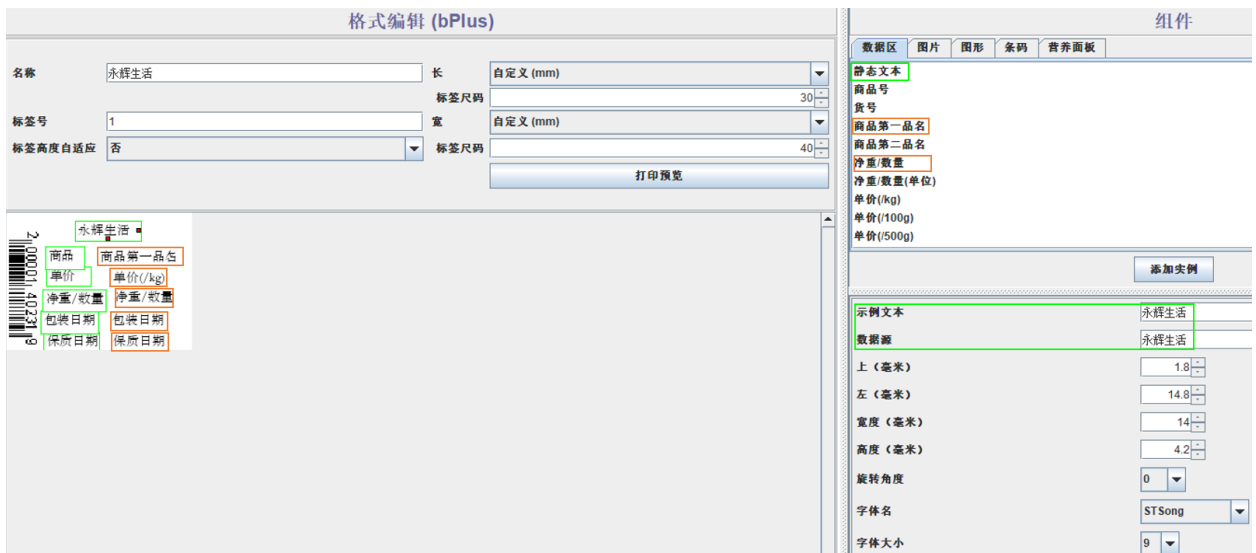 格式编辑 (bPlus)
名称 永辉生活 长 自定义 (mm)
标签尺码 30
标签号 1 宽 自定义 (mm)
标签高度自适应 否 标签尺码 40
打印预览
永辉生活
商品 商品第一品名
单价 单价(/kg)
净重/数量 净重/数量
包装日期 包装日期
保质日期 保质日期
2 00001 40231 9
组件
数据区 图片 图形 条码 营养面板
静态文本
商品号
货号
商品第一品名
商品第二品名
净重/数量
净重/数量(单位)
单价(/kg)
单价(/100g)
单价(/500g)
添加实例
示例文本 永辉生活
数据源 永辉生活
上（毫米） 1.8
左（毫米） 14.8
宽度（毫米） 14
高度（毫米） 4.2
旋转角度 0
字体名 STSong
字体大小 9